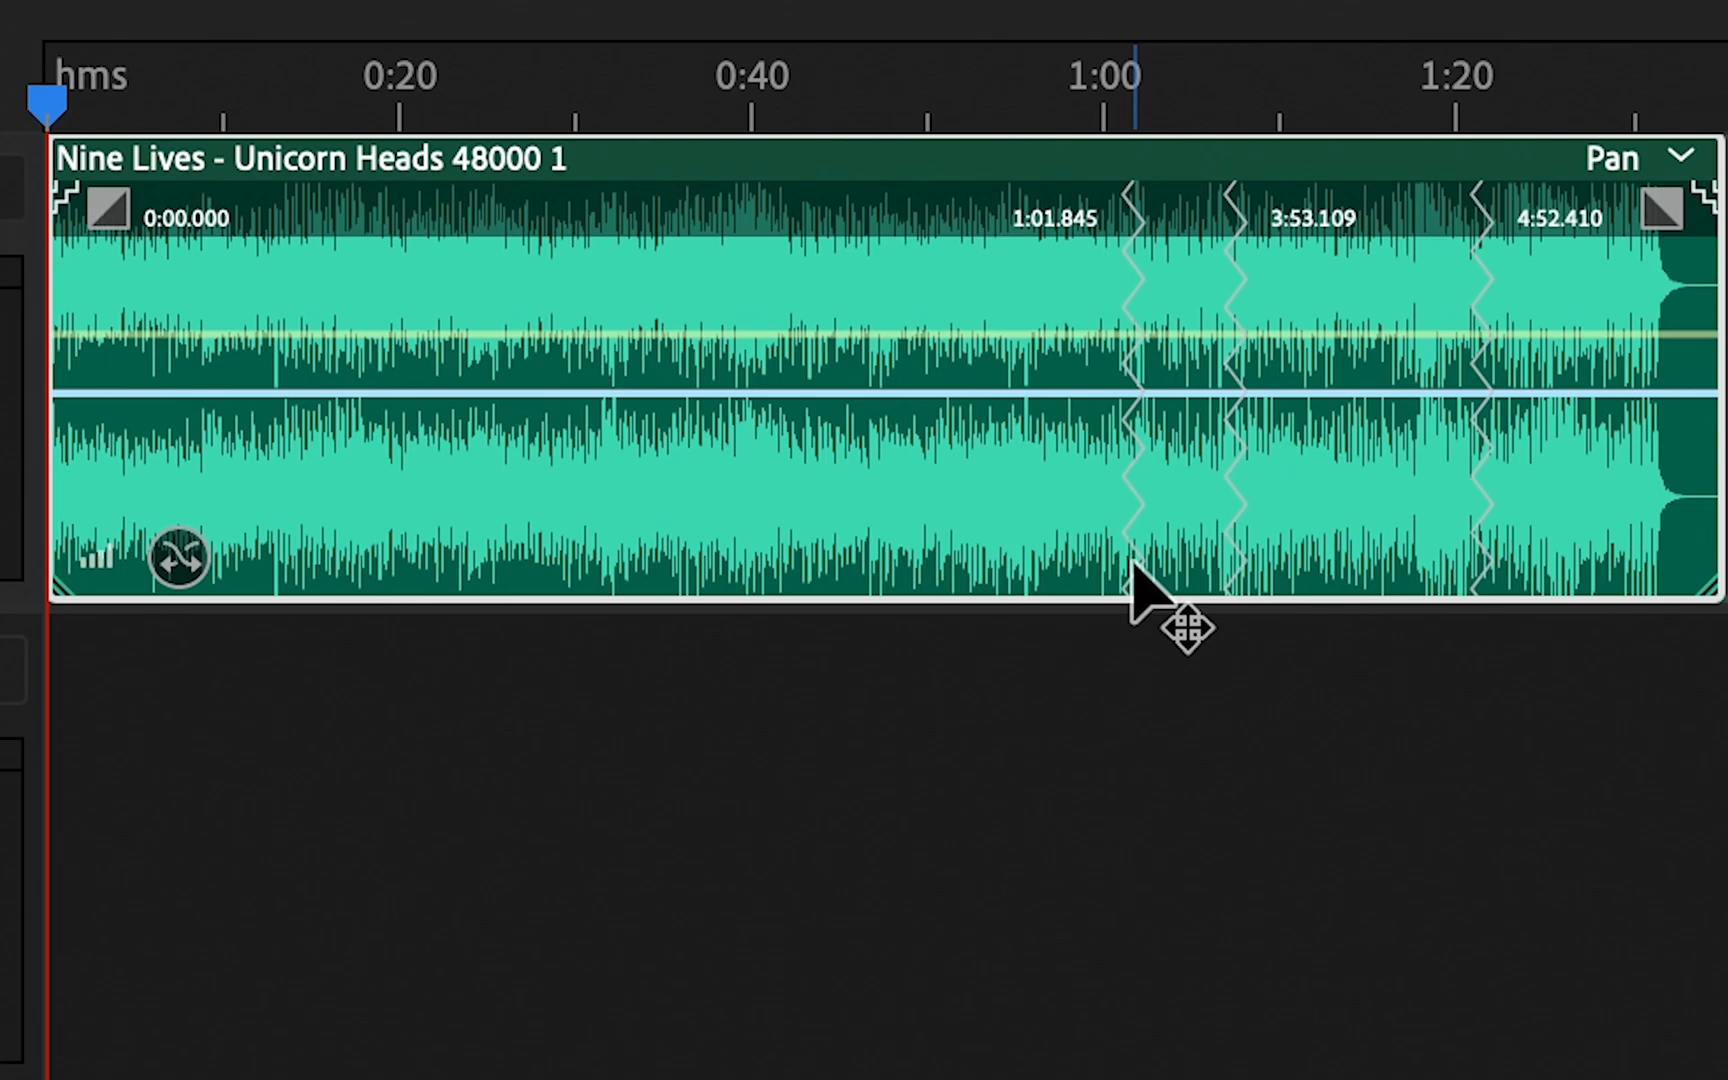 hms 0:20 0:40 1:00 1:20
Nine Lives - Unicorn Heads 48000 1 Pan
0:00.000 1:01.845 3:53.109 4:52.410